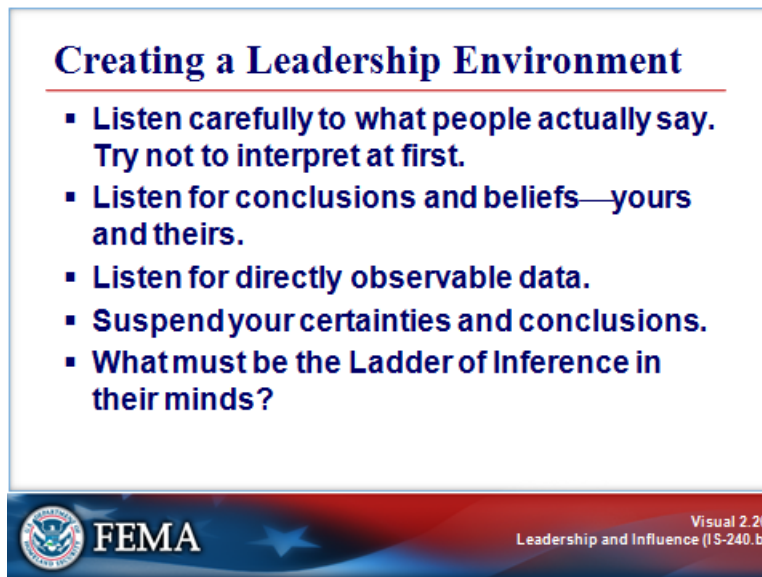 Creating a Leadership Environment
▪ Listen carefully to what people actually say.
Try not to interpret at first.
▪ Listen for conclusions and beliefs—yours
and theirs.
▪ Listen for directly observable data.
▪ Suspend your certainties and conclusions.
▪ What must be the Ladder of Inference in
their minds?
FEMA
Visual 2.2
Leadership and Influence (IS-240.b